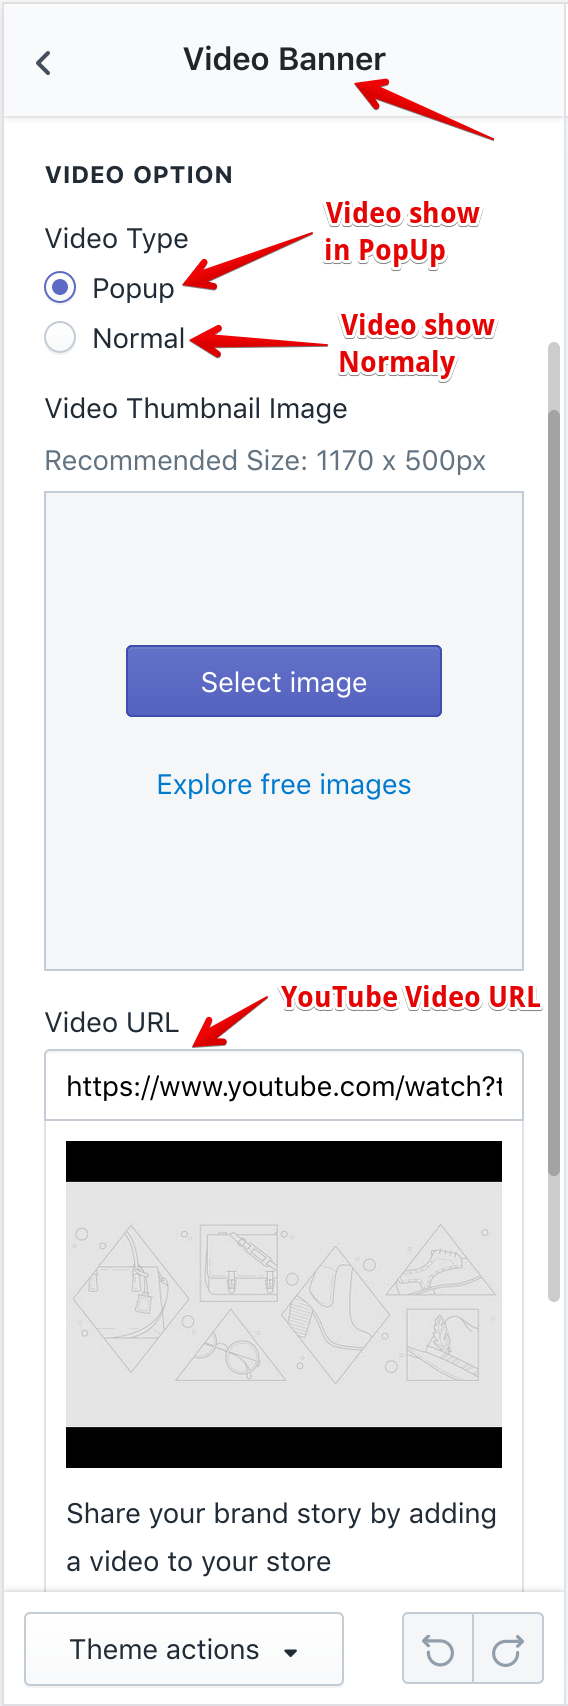 Video Banner
VIDEO OPTION
Video Type
Video show
in PopUp
Popup
Video show
Normaly
Normal
Video Thumbnail Image
Recommended Size: 1170 x 500px
Select image
Explore free images
YouTube Video URL
Video URL
https://www.youtube.com/watch?
Share your brand story by adding
a video to your store
Theme actions